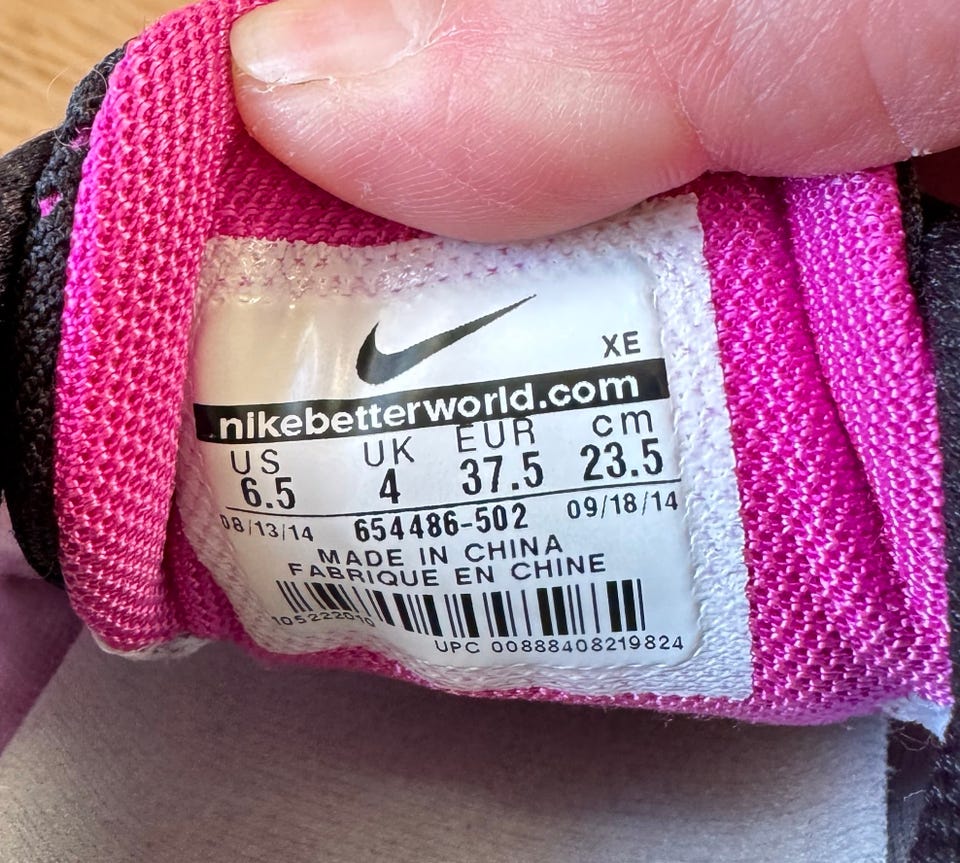 XE
nikebetterworld.com
US UK EUR cm
6.5 4 37.5 23.5
08/13/14 654486-502 09/18/14
MADE IN CHINA
FABRIQUE EN CHINE
105222010
UPC 00888408219824